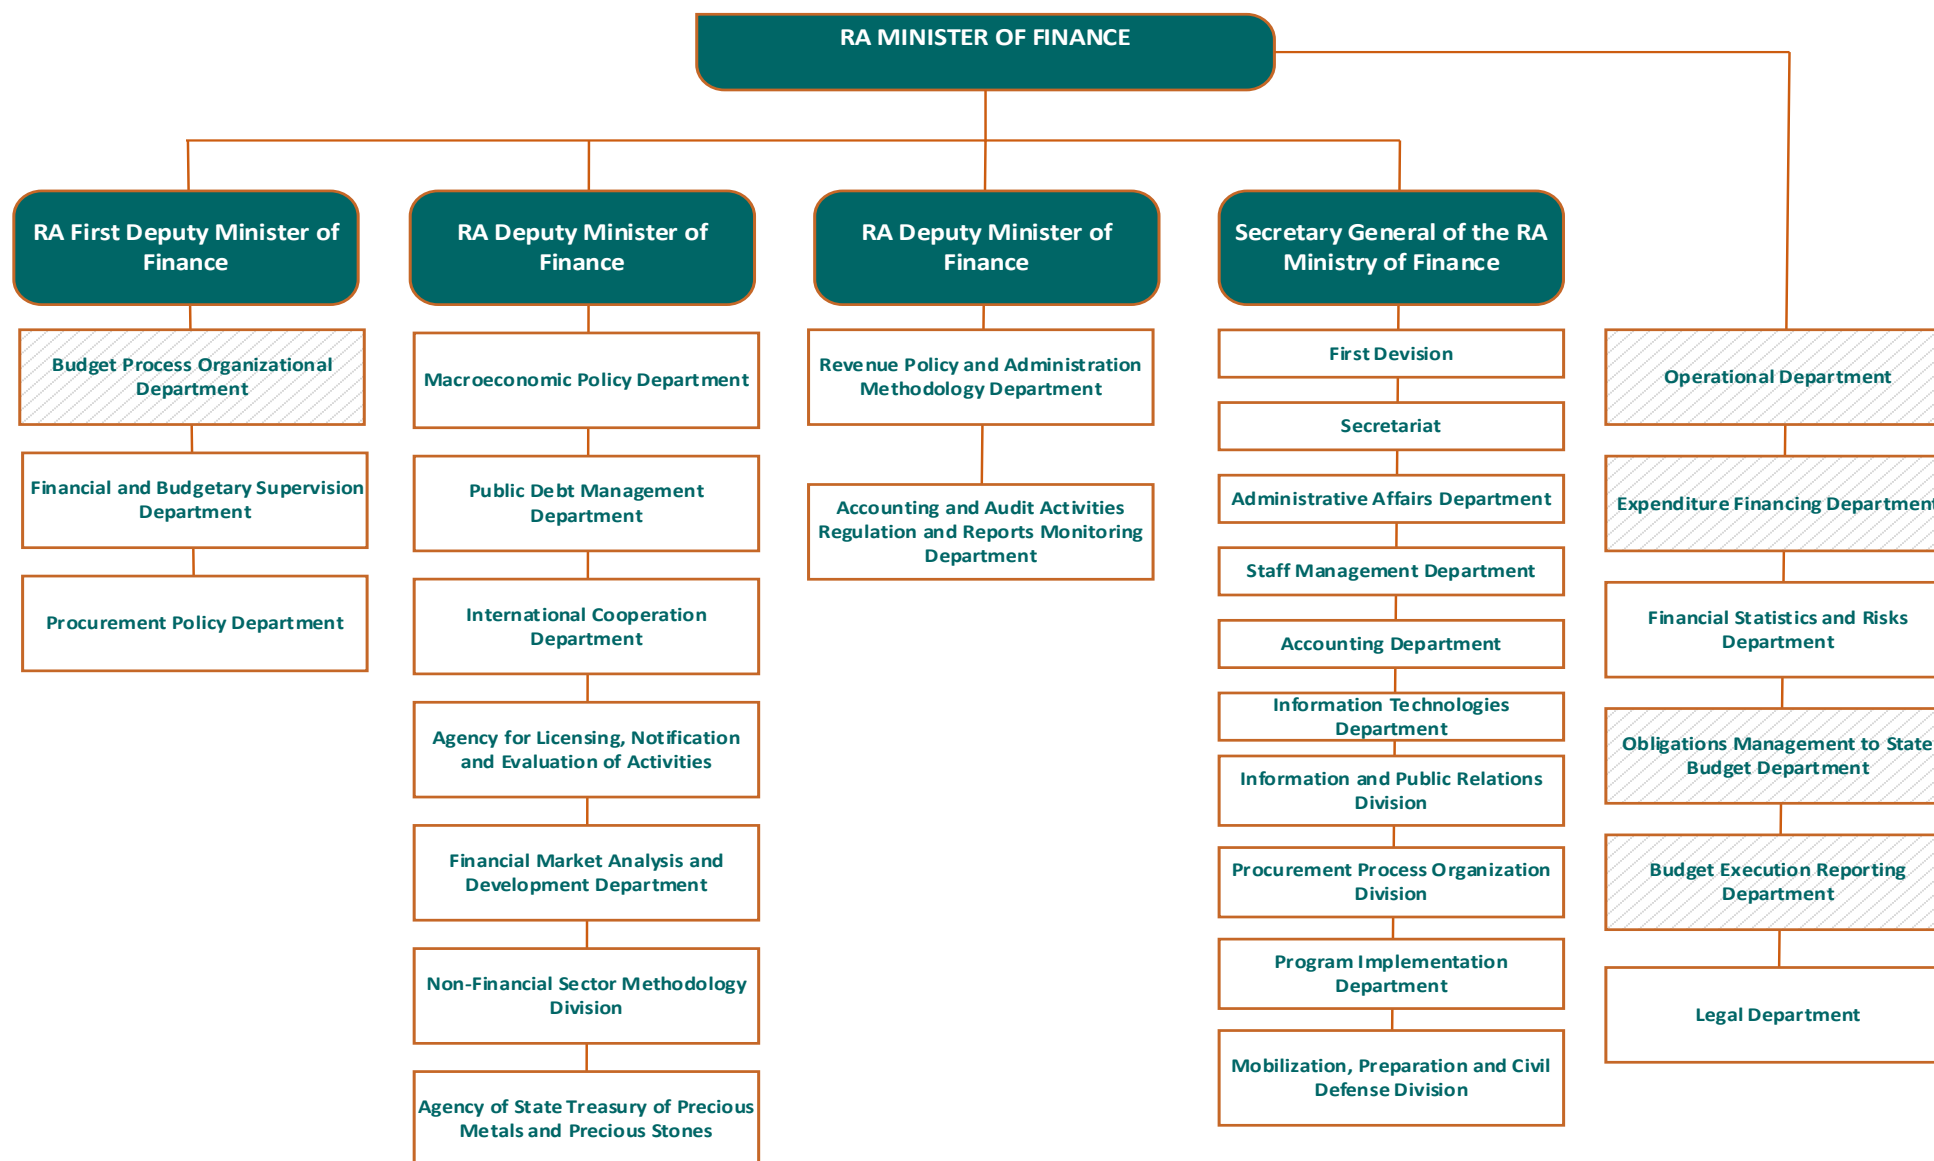 RA MINISTER OF FINANCE
RA First Deputy Minister of
Finance
Budget Process Organizational
Department
Financial and Budgetary Supervision
Department
Procurement Policy Department
RA Deputy Minister of
Finance
Macroeconomic Policy Department
Public Debt Management
Department
International Cooperation
Department
Agency for Licensing, Notification
and Evaluation of Activities
Financial Market Analysis and
Development Department
Non-Financial Sector Methodology
Division
Agency of State Treasury of Precious
Metals and Precious Stones
RA Deputy Minister of
Finance
Revenue Policy and Administration
Methodology Department
Accounting and Audit Activities
Regulation and Reports Monitoring
Department
Secretary General of the RA
Ministry of Finance
First Devision
Secretariat
Administrative Affairs Department
Staff Management Department
Accounting Department
Information Technologies
Department
Information and Public Relations
Division
Procurement Process Organization
Division
Program Implementation
Department
Mobilization, Preparation and Civil
Defense Division
Operational Department
Expenditure Financing Department
Financial Statistics and Risks
Department
Obligations Management to State
Budget Department
Budget Execution Reporting
Department
Legal Department